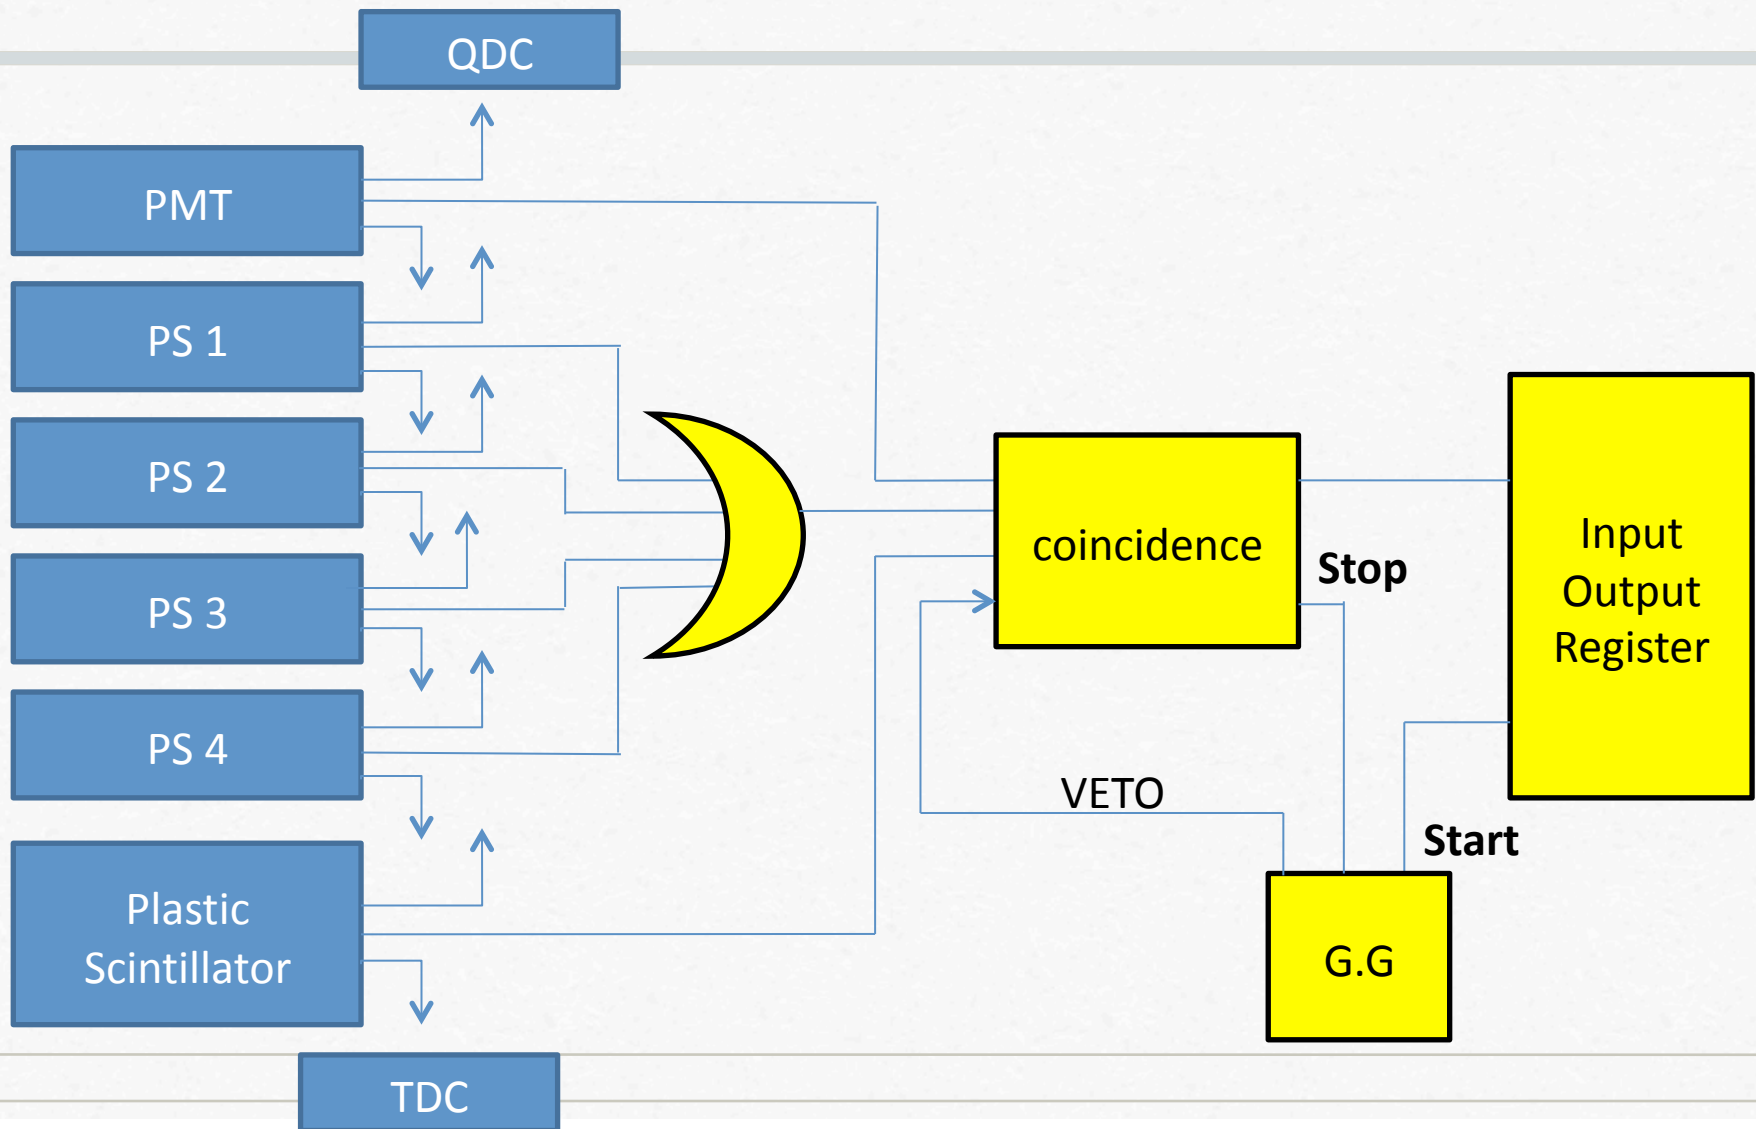 QDC
PMT
PS 1
PS 2
PS 3
PS 4
Plastic
Scintillator
TDC
coincidence
Stop
Input
Output
Register
VETO
Start
G.G